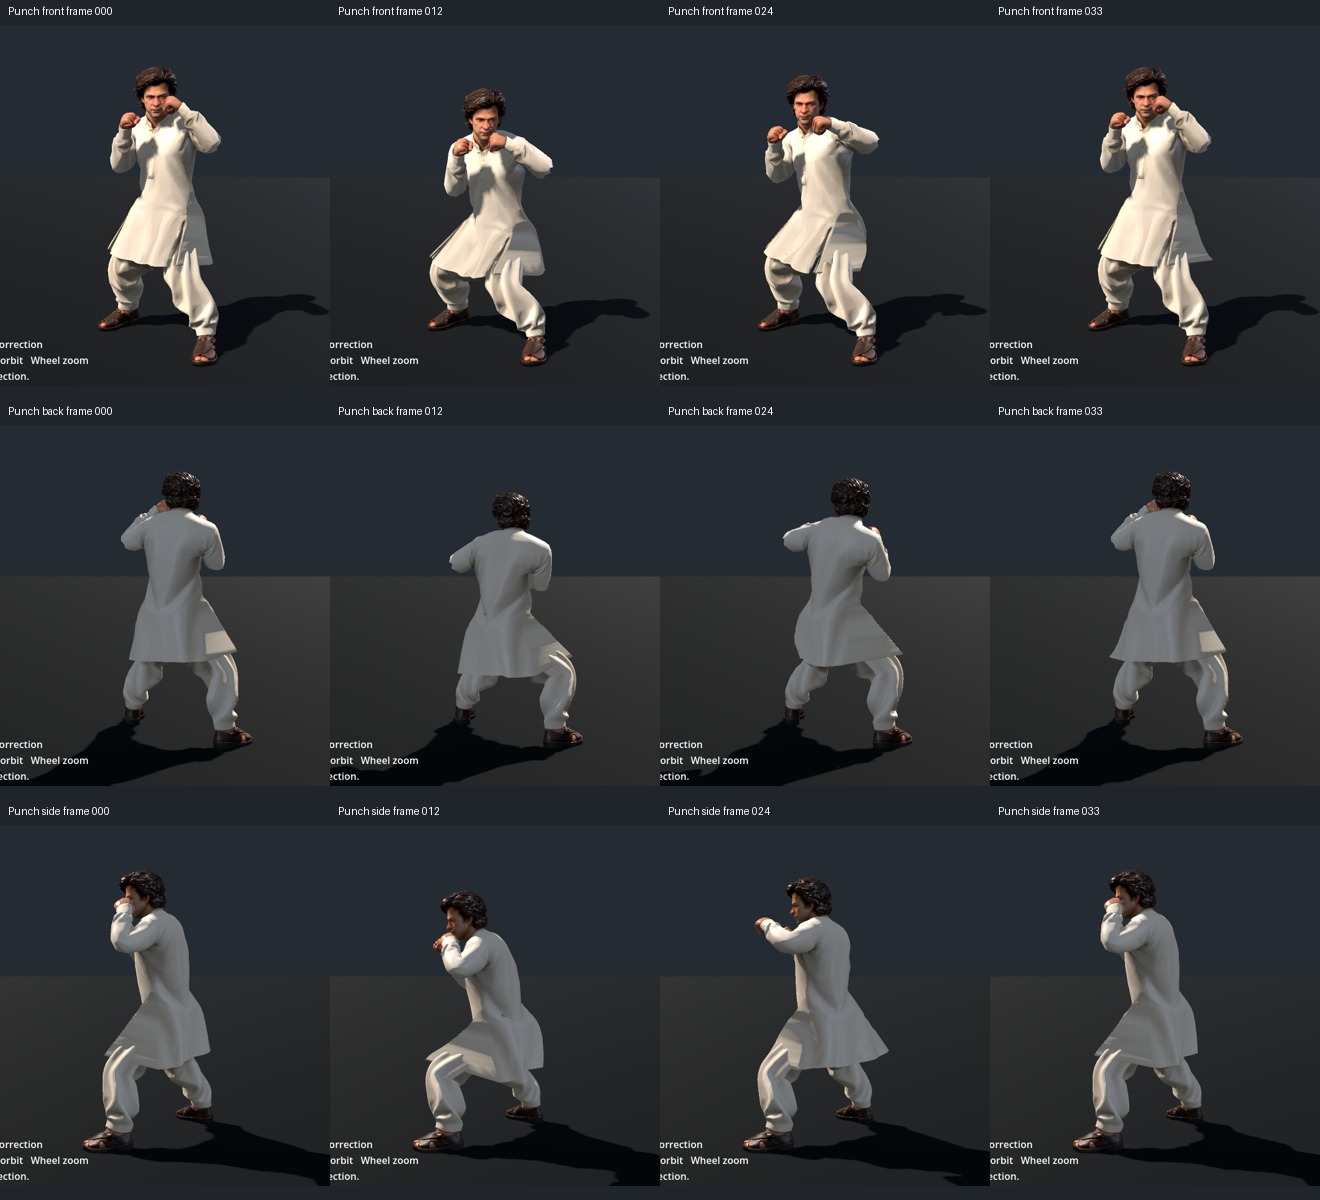 Punch front frame 000
Punch front frame 012
Punch front frame 024
Punch front frame 033
orrection
orbit Wheel zoom
ection.
orrection
orbit Wheel zoom
ection.
orrection
orbit Wheel zoom
ection.
orrection
orbit Wheel zoom
ection.
Punch back frame 000
Punch back frame 012
Punch back frame 024
Punch back frame 033
orrection
orbit Wheel zoom
ection.
orrection
orbit Wheel zoom
ection.
orrection
orbit Wheel zoom
ection.
orrection
orbit Wheel zoom
ection.
Punch side frame 000
Punch side frame 012
Punch side frame 024
Punch side frame 033
orrection
orbit Wheel zoom
ection.
orrection
orbit Wheel zoom
ection.
orrection
orbit Wheel zoom
ection.
orrection
orbit Wheel zoom
ection.